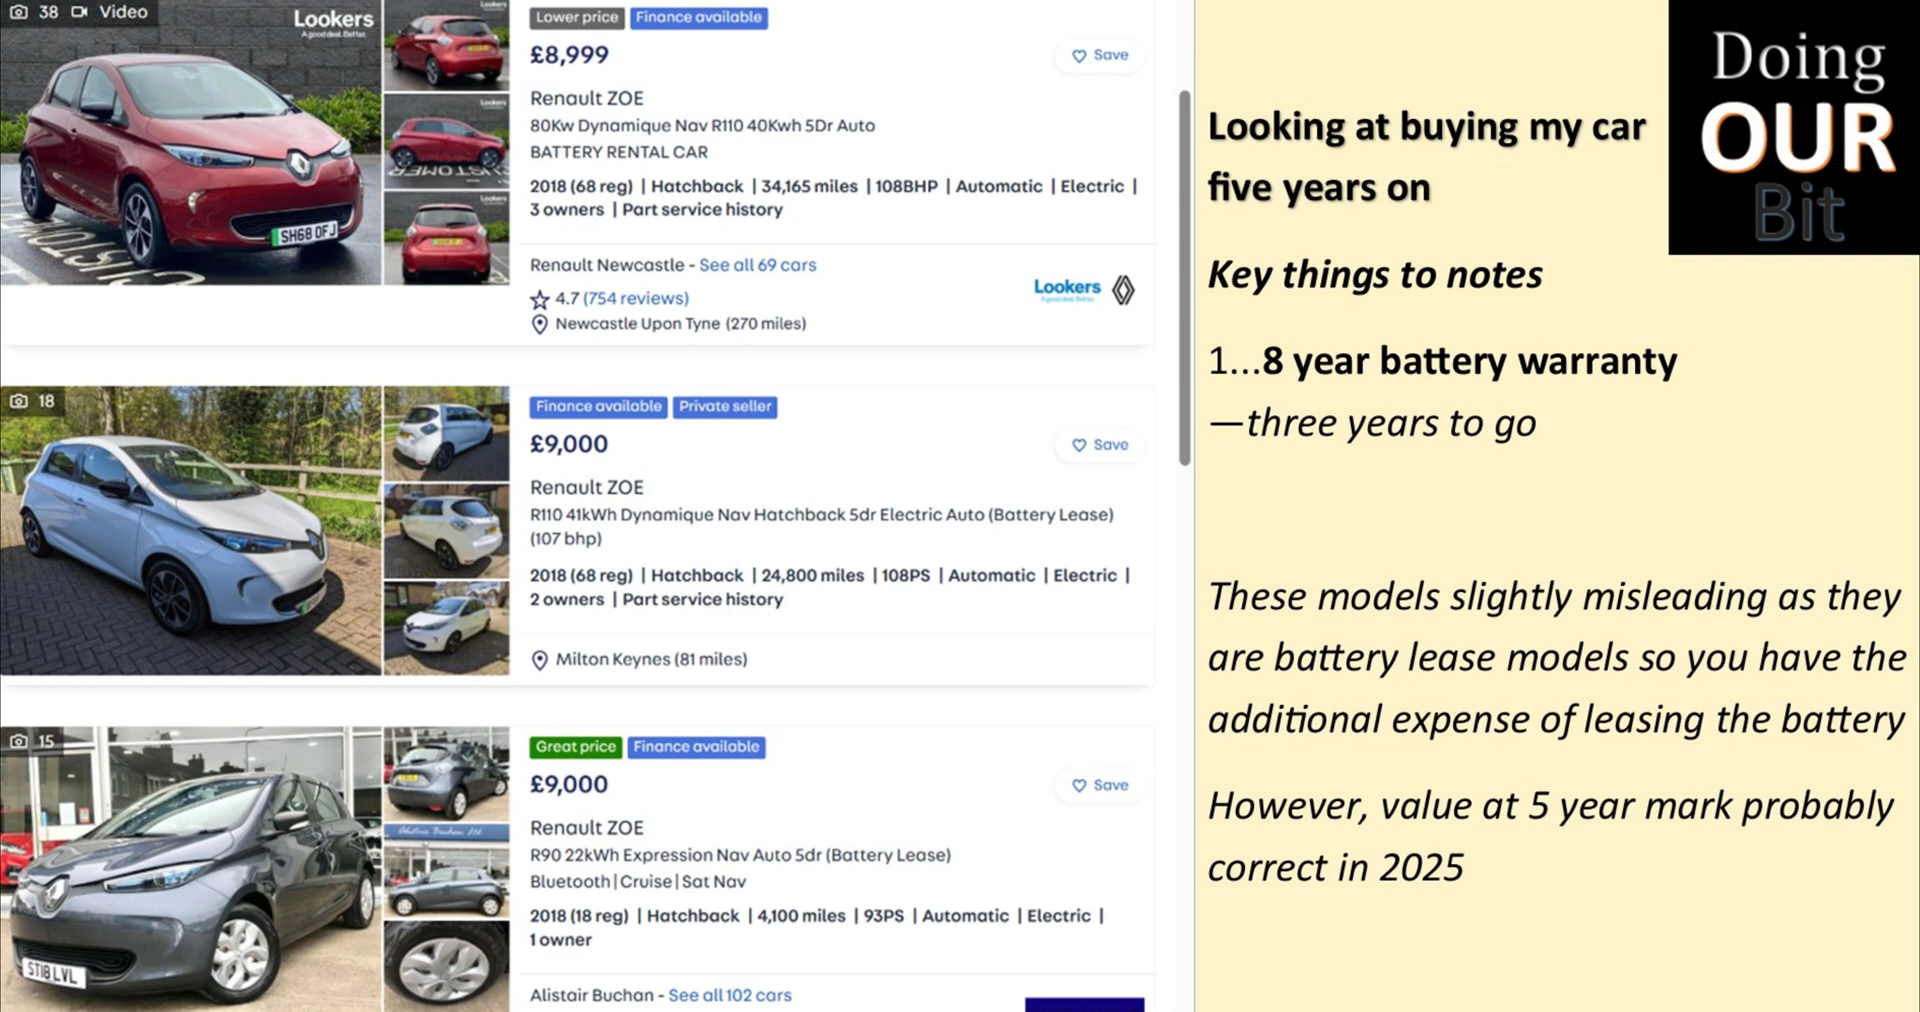 38 Video
Lookers
A good deal. Better.
SH68 OFJ
Lower price Finance available
£8,999
Save
Renault ZOE
80Kw Dynamique Nav R110 40Kwh 5Dr Auto
BATTERY RENTAL CAR
2018 (68 reg) | Hatchback | 34,165 miles | 108BHP | Automatic | Electric |
3 owners | Part service history
Renault Newcastle - See all 69 cars
4.7 (754 reviews)
Newcastle Upon Tyne (270 miles)
Lookers
A good deal. Better.
18
Finance available Private seller
£9,000
Save
Renault ZOE
R110 41kWh Dynamique Nav Hatchback 5dr Electric Auto (Battery Lease)
(107 bhp)
2018 (68 reg) | Hatchback | 24,800 miles | 108PS | Automatic | Electric |
2 owners | Part service history
Milton Keynes (81 miles)
15
ST18 LVL
Great price Finance available
£9,000
Save
Renault ZOE
R90 22kWh Expression Nav Auto 5dr (Battery Lease)
Bluetooth|Cruise|Sat Nav
2018 (18 reg) | Hatchback | 4,100 miles | 93PS | Automatic | Electric |
1 owner
Alistair Buchan - See all 102 cars
Doing
OUR
Bit
Looking at buying my car
five years on
Key things to notes
1...8 year battery warranty
—three years to go
These models slightly misleading as they
are battery lease models so you have the
additional expense of leasing the battery
However, value at 5 year mark probably
correct in 2025